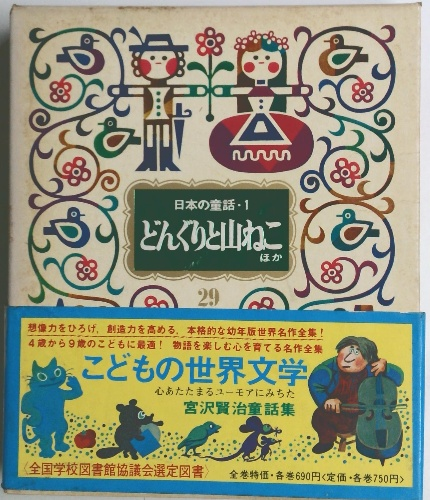 日本の童話・1
どんぐりと山ねこ
ほか
29
想像力をひろげ、創造力を高める、本格的な幼年版世界名作全集!
4歳から9歳のこどもに最適! 物語を楽しむ心を育てる名作全集
こどもの世界文学
心あたたまるユーモアにみちた
宮沢賢治童話集
〈全国学校図書館協議会選定図書〉
全巻特価・各巻690円〈定価・各巻750円〉